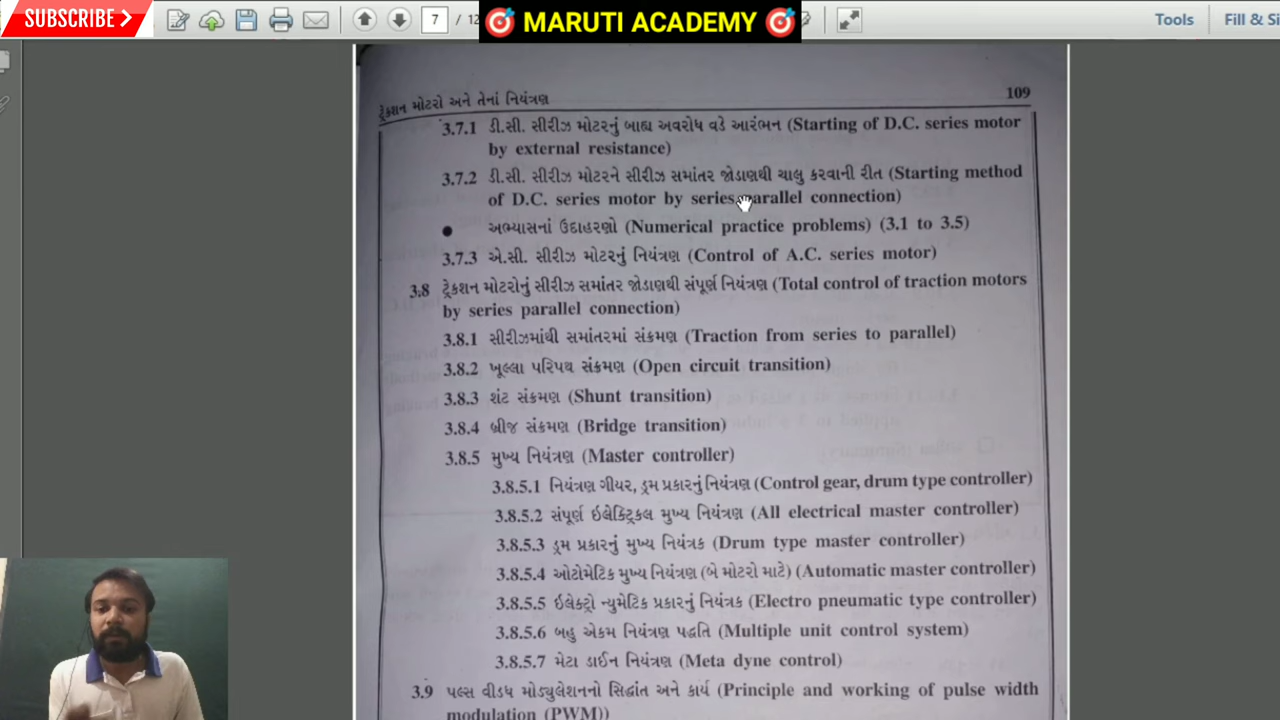 SUBSCRIBE
7 / 12
🎯 MARUTI ACADEMY 🎯
Tools
Fill & Si
ટ્રેક્શન મોટરો અને તેનાં નિયંત્રણ
109
3.7.1 ડી.સી. સીરીઝ મોટરનું બાહ્ય અવરોધ વડે આરંભન (Starting of D.C. series motor
by external resistance)
3.7.2 ડી.સી. સીરીઝ મોટરને સીરીઝ સમાંતર જોડાણથી ચાલુ કરવાની રીત (Starting method
of D.C. series motor by series parallel connection)
● અભ્યાસનાં ઉદાહરણો (Numerical practice problems) (3.1 to 3.5)
3.7.3 એ.સી. સીરીઝ મોટરનું નિયંત્રણ (Control of A.C. series motor)
3.8 ટ્રેક્શન મોટરોનું સીરીઝ સમાંતર જોડાણથી સંપૂર્ણ નિયંત્રણ (Total control of traction motors
by series parallel connection)
3.8.1 સીરીઝમાંથી સમાંતરમાં સંક્રમણ (Traction from series to parallel)
3.8.2 ખૂલ્લા પરિપથ સંક્રમણ (Open circuit transition)
3.8.3 શંટ સંક્રમણ (Shunt transition)
3.8.4 બ્રીજ સંક્રમણ (Bridge transition)
3.8.5 મુખ્ય નિયંત્રણ (Master controller)
3.8.5.1 નિયંત્રણ ગીયર, ડ્રમ પ્રકારનું નિયંત્રણ (Control gear, drum type controller)
3.8.5.2 સંપૂર્ણ ઇલેક્ટ્રિકલ મુખ્ય નિયંત્રણ (All electrical master controller)
3.8.5.3 ડ્રમ પ્રકારનું મુખ્ય નિયંત્રક (Drum type master controller)
3.8.5.4 ઓટોમેટિક મુખ્ય નિયંત્રણ (બે મોટરો માટે) (Automatic master controller)
3.8.5.5 ઇલેક્ટ્રો ન્યુમેટિક પ્રકારનું નિયંત્રક (Electro pneumatic type controller)
3.8.5.6 બહુ એકમ નિયંત્રણ પદ્ધતિ (Multiple unit control system)
3.8.5.7 મેટા ડાઈન નિયંત્રણ (Meta dyne control)
3.9 પલ્સ વીડધ મોડ્યુલેશનનો સિદ્ધાંત અને કાર્ય (Principle and working of pulse width
modulation (PWM))